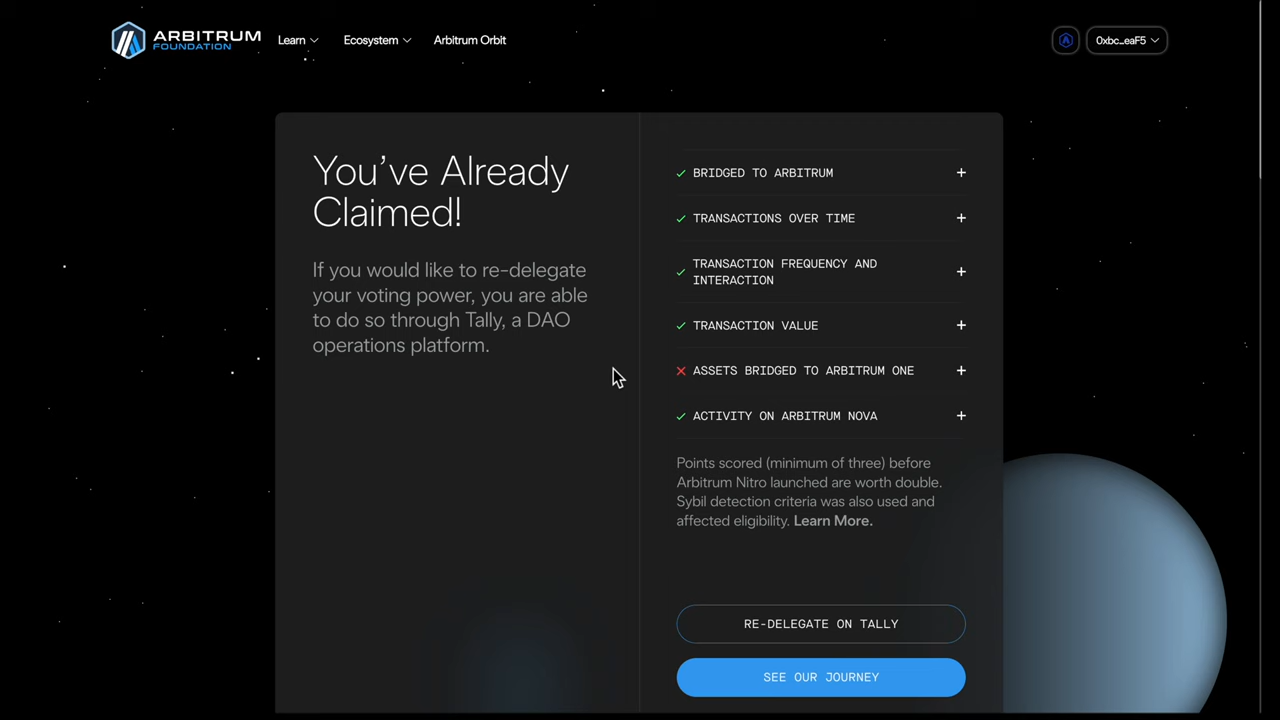 ARBITRUM
FOUNDATION
Learn
Ecosystem
Arbitrum Orbit
0xbc...eaF5
You’ve Already
Claimed!
If you would like to re-delegate
your voting power, you are able
to do so through Tally, a DAO
operations platform.
BRIDGED TO ARBITRUM
TRANSACTIONS OVER TIME
TRANSACTION FREQUENCY AND
INTERACTION
TRANSACTION VALUE
ASSETS BRIDGED TO ARBITRUM ONE
ACTIVITY ON ARBITRUM NOVA
Points scored (minimum of three) before
Arbitrum Nitro launched are worth double.
Sybil detection criteria was also used and
affected eligibility. Learn More.
RE-DELEGATE ON TALLY
SEE OUR JOURNEY